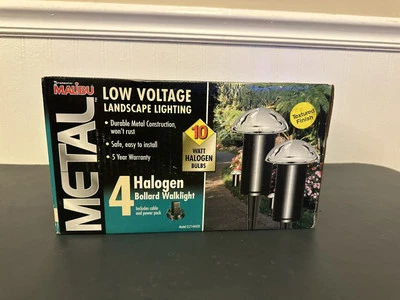 MALIBU
METAL
LOW VOLTAGE
LANDSCAPE LIGHTING
• Durable Metal Construction,
won't rust
• Safe, easy to install
• 5 Year Warranty
10
WATT
HALOGEN
BULBS
Textured
Finish
4 Halogen
Bollard Walklight
Includes cable
and power pack
Model